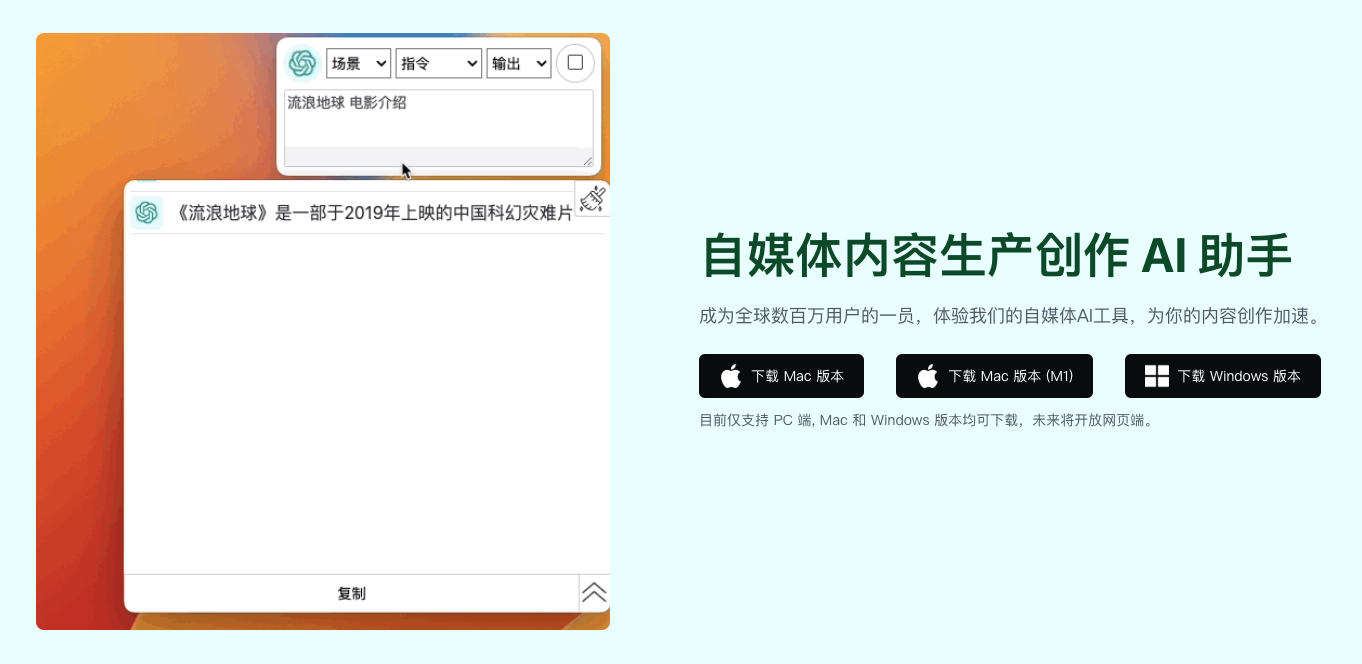 场景 指令 输出
流浪地球 电影介绍
《流浪地球》是一部于2019年上映的中国科幻灾难片
复制
自媒体内容生产创作 AI 助手
成为全球数百万用户的一员，体验我们的自媒体AI工具，为你的内容创作加速。
下载 Mac 版本 下载 Mac 版本 (M1) 下载 Windows 版本
目前仅支持 PC 端, Mac 和 Windows 版本均可下载，未来将开放网页端。